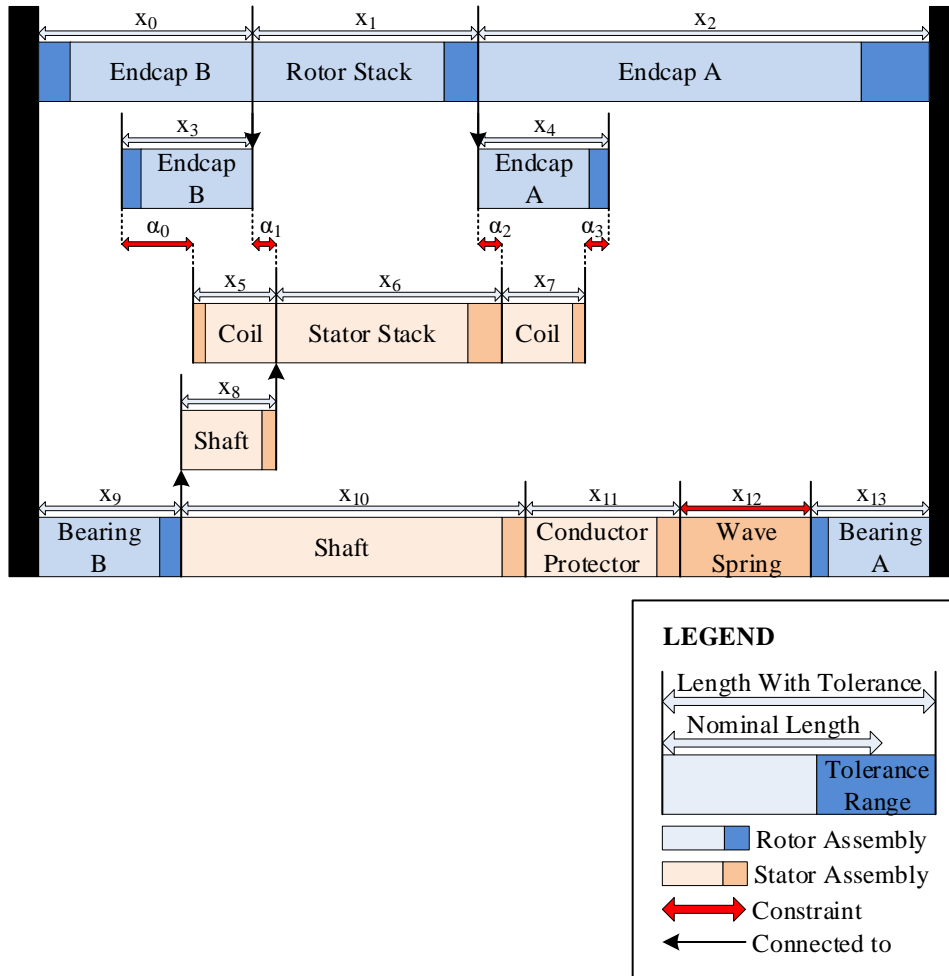 x₀ x₁ x₂
Endcap B Rotor Stack Endcap A
x₃ x₄
Endcap Endcap
B A
α₀ α₁ α₂ α₃
x₅ x₆ x₇
Coil Stator Stack Coil
x₈
Shaft
x₉ x₁₀ x₁₁ x₁₂ x₁₃
Bearing Conductor Wave Bearing
B Shaft Protector Spring A
LEGEND
Length With Tolerance
Nominal Length
Tolerance
Range
Rotor Assembly
Stator Assembly
Constraint
Connected to